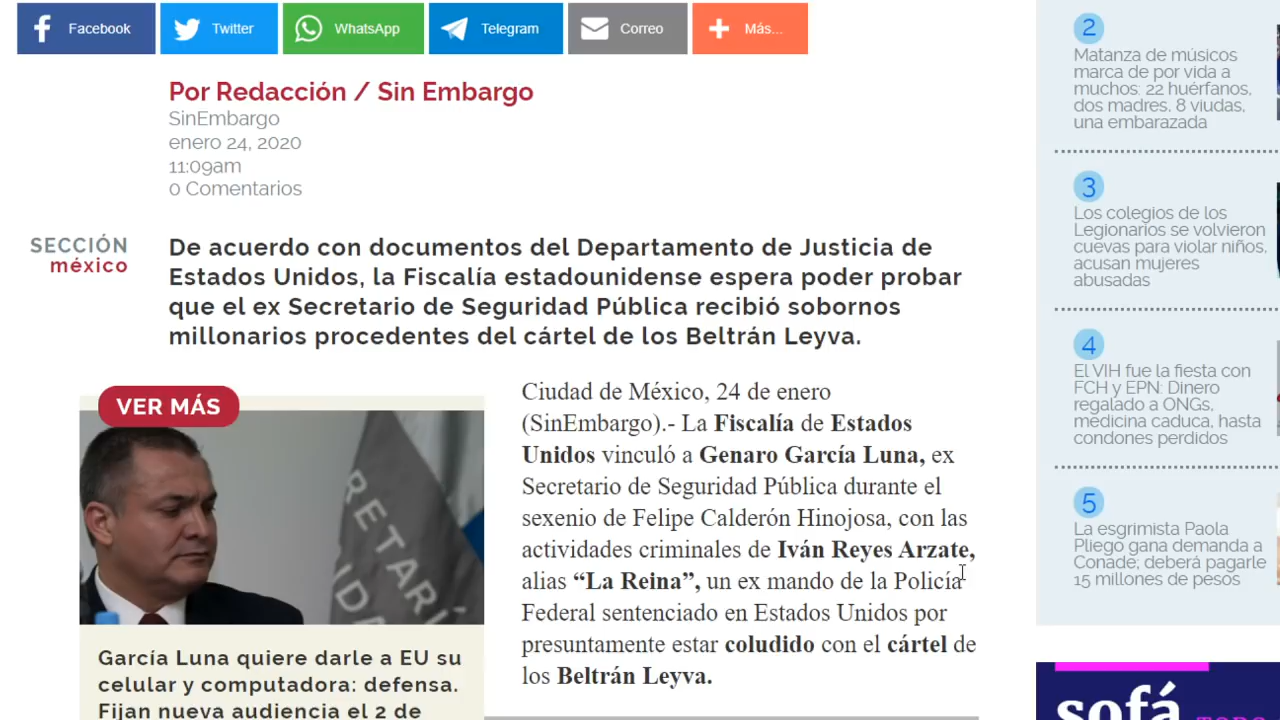 Facebook
Twitter
WhatsApp
Telegram
Correo
Más...
Por Redacción / Sin Embargo
SinEmbargo
enero 24, 2020
11:09am
0 Comentarios
SECCIÓN
méxico
De acuerdo con documentos del Departamento de Justicia de
Estados Unidos, la Fiscalía estadounidense espera poder probar
que el ex Secretario de Seguridad Pública recibió sobornos
millonarios procedentes del cártel de los Beltrán Leyva.
VER MÁS
RETARÍ
IDAD
García Luna quiere darle a EU su
celular y computadora: defensa.
Fijan nueva audiencia el 2 de
Ciudad de México, 24 de enero
(SinEmbargo).- La Fiscalía de Estados
Unidos vinculó a Genaro García Luna, ex
Secretario de Seguridad Pública durante el
sexenio de Felipe Calderón Hinojosa, con las
actividades criminales de Iván Reyes Arzate,
alias “La Reina”, un ex mando de la Policía
Federal sentenciado en Estados Unidos por
presuntamente estar coludido con el cártel de
los Beltrán Leyva.
2
Matanza de músicos
marca de por vida a
muchos: 22 huérfanos,
dos madres, 8 viudas,
una embarazada
3
Los colegios de los
Legionarios se volvieron
cuevas para violar niños,
acusan mujeres
abusadas
4
El VIH fue la fiesta con
FCH y EPN: Dinero
regalado a ONGs,
medicina caduca, hasta
condones perdidos
5
La esgrimista Paola
Pliego gana demanda a
Conade; deberá pagarle
15 millones de pesos
sofá